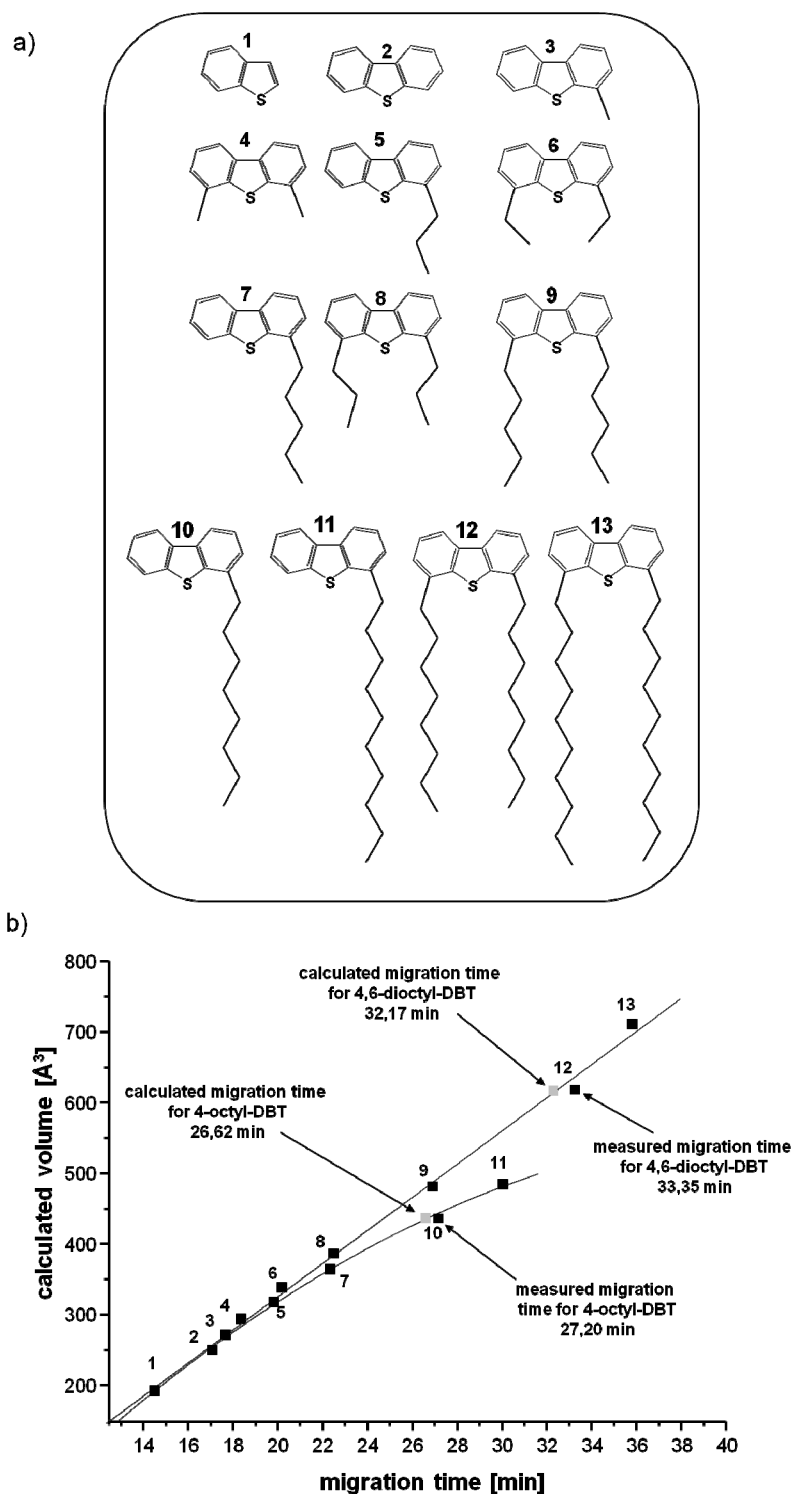 a)
1
2
3
S
S
S
4
5
6
S
S
S
7
8
9
S
S
S
10
11
12
13
S
S
S
S
b)
800
700
600
500
400
300
200
calculated volume [Å³]
calculated migration time
for 4,6-dioctyl-DBT
32,17 min
13
12
calculated migration time
for 4-octyl-DBT
26,62 min
measured migration time
for 4,6-dioctyl-DBT
33,35 min
9
11
10
8
7
measured migration
time for 4-octyl-DBT
27,20 min
6
5
4
3
2
1
14 16 18 20 22 24 26 28 30 32 34 36 38 40
migration time [min]